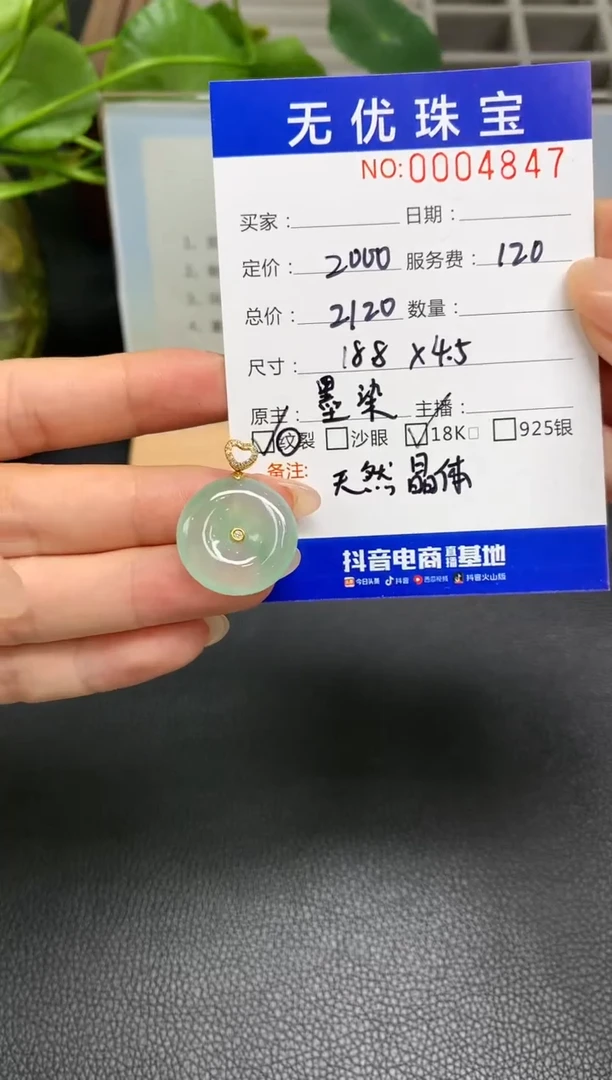 无优珠宝
NO:0004847
买家：　日期：
定价：2000 服务费：120
总价：2120 数量：
尺寸：188 X4.5
原主：墨染 主播：
纹裂 沙眼 18K□ 925银
备注:天然晶体
抖音电商直播基地
今日头条 抖音 西瓜视频 抖音火山版